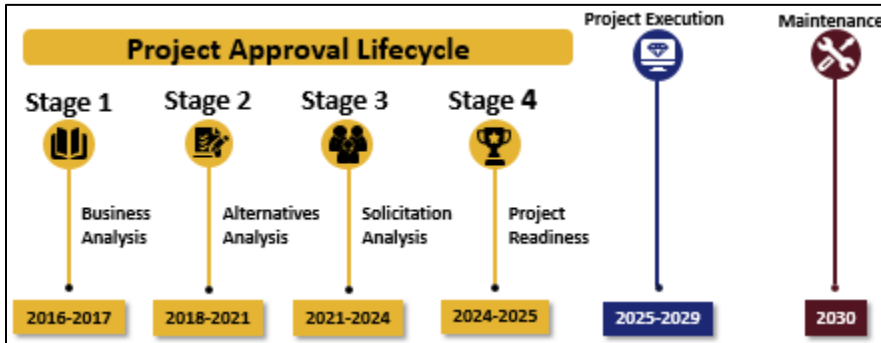 Project Approval Lifecycle
Project Execution
Maintenance
Stage 1
Stage 2
Stage 3
Stage 4
Business
Analysis
Alternatives
Analysis
Solicitation
Analysis
Project
Readiness
2016-2017
2018-2021
2021-2024
2024-2025
2025-2029
2030